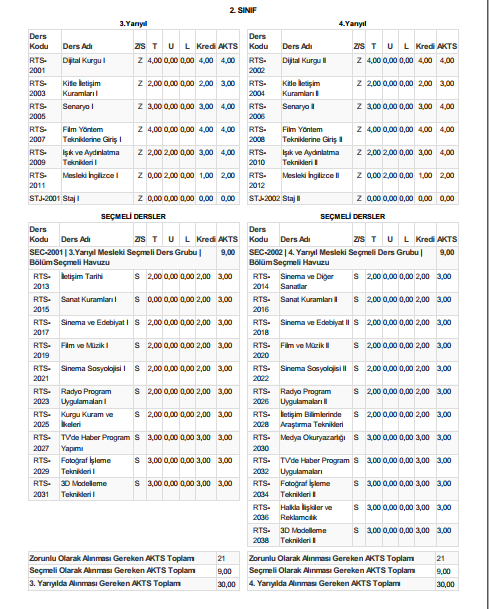 2. SINIF
3.Yarıyıl
Ders
Kodu Ders Adı Z/S T U L Kredi AKTS
RTS-2001 Dijital Kurgu I Z 4,00 0,00 0,00 4,00 4,00
RTS-2003 Kitle İletişim Kuramları I Z 2,00 0,00 0,00 2,00 3,00
RTS-2005 Senaryo I Z 3,00 0,00 0,00 3,00 4,00
RTS-2007 Film Yöntem Tekniklerine Giriş I Z 4,00 0,00 0,00 4,00 4,00
RTS-2009 Işık ve Aydınlatma Teknikleri I Z 2,00 2,00 0,00 3,00 4,00
RTS-2011 Mesleki İngilizce I Z 0,00 2,00 0,00 1,00 2,00
STJ-2001 Staj I Z 0,00 0,00 0,00 0,00 0,00
SEÇMELİ DERSLER
Ders
Kodu Ders Adı Z/S T U L Kredi AKTS
SEC-2001 | 3.Yarıyıl Mesleki Seçmeli Ders Grubu | 9,00
Bölüm Seçmeli Havuzu
RTS-2013 İletişim Tarihi S 2,00 0,00 0,00 2,00 3,00
RTS-2015 Sanat Kuramları I S 0,00 0,00 0,00 2,00 3,00
RTS-2017 Sinema ve Edebiyat I S 2,00 0,00 0,00 2,00 3,00
RTS-2019 Film ve Müzik I S 2,00 0,00 0,00 2,00 3,00
RTS-2021 Sinema Sosyolojisi I S 2,00 0,00 0,00 2,00 3,00
RTS-2023 Radyo Program Uygulamaları I S 2,00 0,00 0,00 2,00 3,00
RTS-2025 Kurgu Kuram ve İlkeleri S 2,00 0,00 0,00 2,00 3,00
RTS-2027 TV'de Haber Program Yapımı S 3,00 0,00 0,00 3,00 3,00
RTS-2029 Fotoğraf İşleme Teknikleri I S 3,00 0,00 0,00 3,00 3,00
RTS-2031 3D Modelleme Teknikleri I S 3,00 0,00 0,00 3,00 3,00
Zorunlu Olarak Alınması Gereken AKTS Toplamı 21
Seçmeli Olarak Alınması Gereken AKTS Toplamı 9,00
3. Yarıyılda Alınması Gereken AKTS Toplamı 30,00
4.Yarıyıl
Ders
Kodu Ders Adı Z/S T U L Kredi AKTS
RTS-2002 Dijital Kurgu II Z 4,00 0,00 0,00 4,00 4,00
RTS-2004 Kitle İletişim Kuramları II Z 2,00 0,00 0,00 2,00 3,00
RTS-2006 Senaryo II Z 3,00 0,00 0,00 3,00 4,00
RTS-2008 Film Yöntem Tekniklerine Giriş II Z 4,00 0,00 0,00 4,00 4,00
RTS-2010 Işık ve Aydınlatma Teknikleri II Z 2,00 2,00 0,00 3,00 4,00
RTS-2012 Mesleki İngilizce II Z 0,00 2,00 0,00 1,00 2,00
STJ-2002 Staj II Z 0,00 0,00 0,00 0,00 0,00
SEÇMELİ DERSLER
Ders
Kodu Ders Adı Z/S T U L Kredi AKTS
SEC-2002 | 4. Yarıyıl Mesleki Seçmeli Ders Grubu | 9,00
Bölüm Seçmeli Havuzu
RTS-2014 Sinema ve Diğer Sanatlar S 2,00 0,00 0,00 2,00 3,00
RTS-2016 Sanat Kuramları II S 2,00 0,00 0,00 2,00 3,00
RTS-2018 Sinema ve Edebiyat II S 2,00 0,00 0,00 2,00 3,00
RTS-2020 Film ve Müzik II S 2,00 0,00 0,00 2,00 3,00
RTS-2022 Sinema Sosyolojisi II S 2,00 0,00 0,00 2,00 3,00
RTS-2026 Radyo Program Uygulamaları II S 2,00 0,00 0,00 2,00 3,00
RTS-2028 İletişim Bilimlerinde Araştırma Teknikleri S 2,00 0,00 0,00 2,00 3,00
RTS-2030 Medya Okuryazarlığı S 3,00 0,00 0,00 3,00 3,00
RTS-2032 TV'de Haber Program Uygulamaları S 3,00 0,00 0,00 3,00 3,00
RTS-2034 Fotoğraf İşleme Teknikleri II S 3,00 0,00 0,00 3,00 3,00
RTS-2036 Halkla İlişkiler ve Reklamcılık S 3,00 0,00 0,00 3,00 3,00
RTS-2038 3D Modelleme Teknikleri II S 3,00 0,00 0,00 3,00 3,00
Zorunlu Olarak Alınması Gereken AKTS Toplamı 21
Seçmeli Olarak Alınması Gereken AKTS Toplamı 9,00
4. Yarıyılda Alınması Gereken AKTS Toplamı 30,00